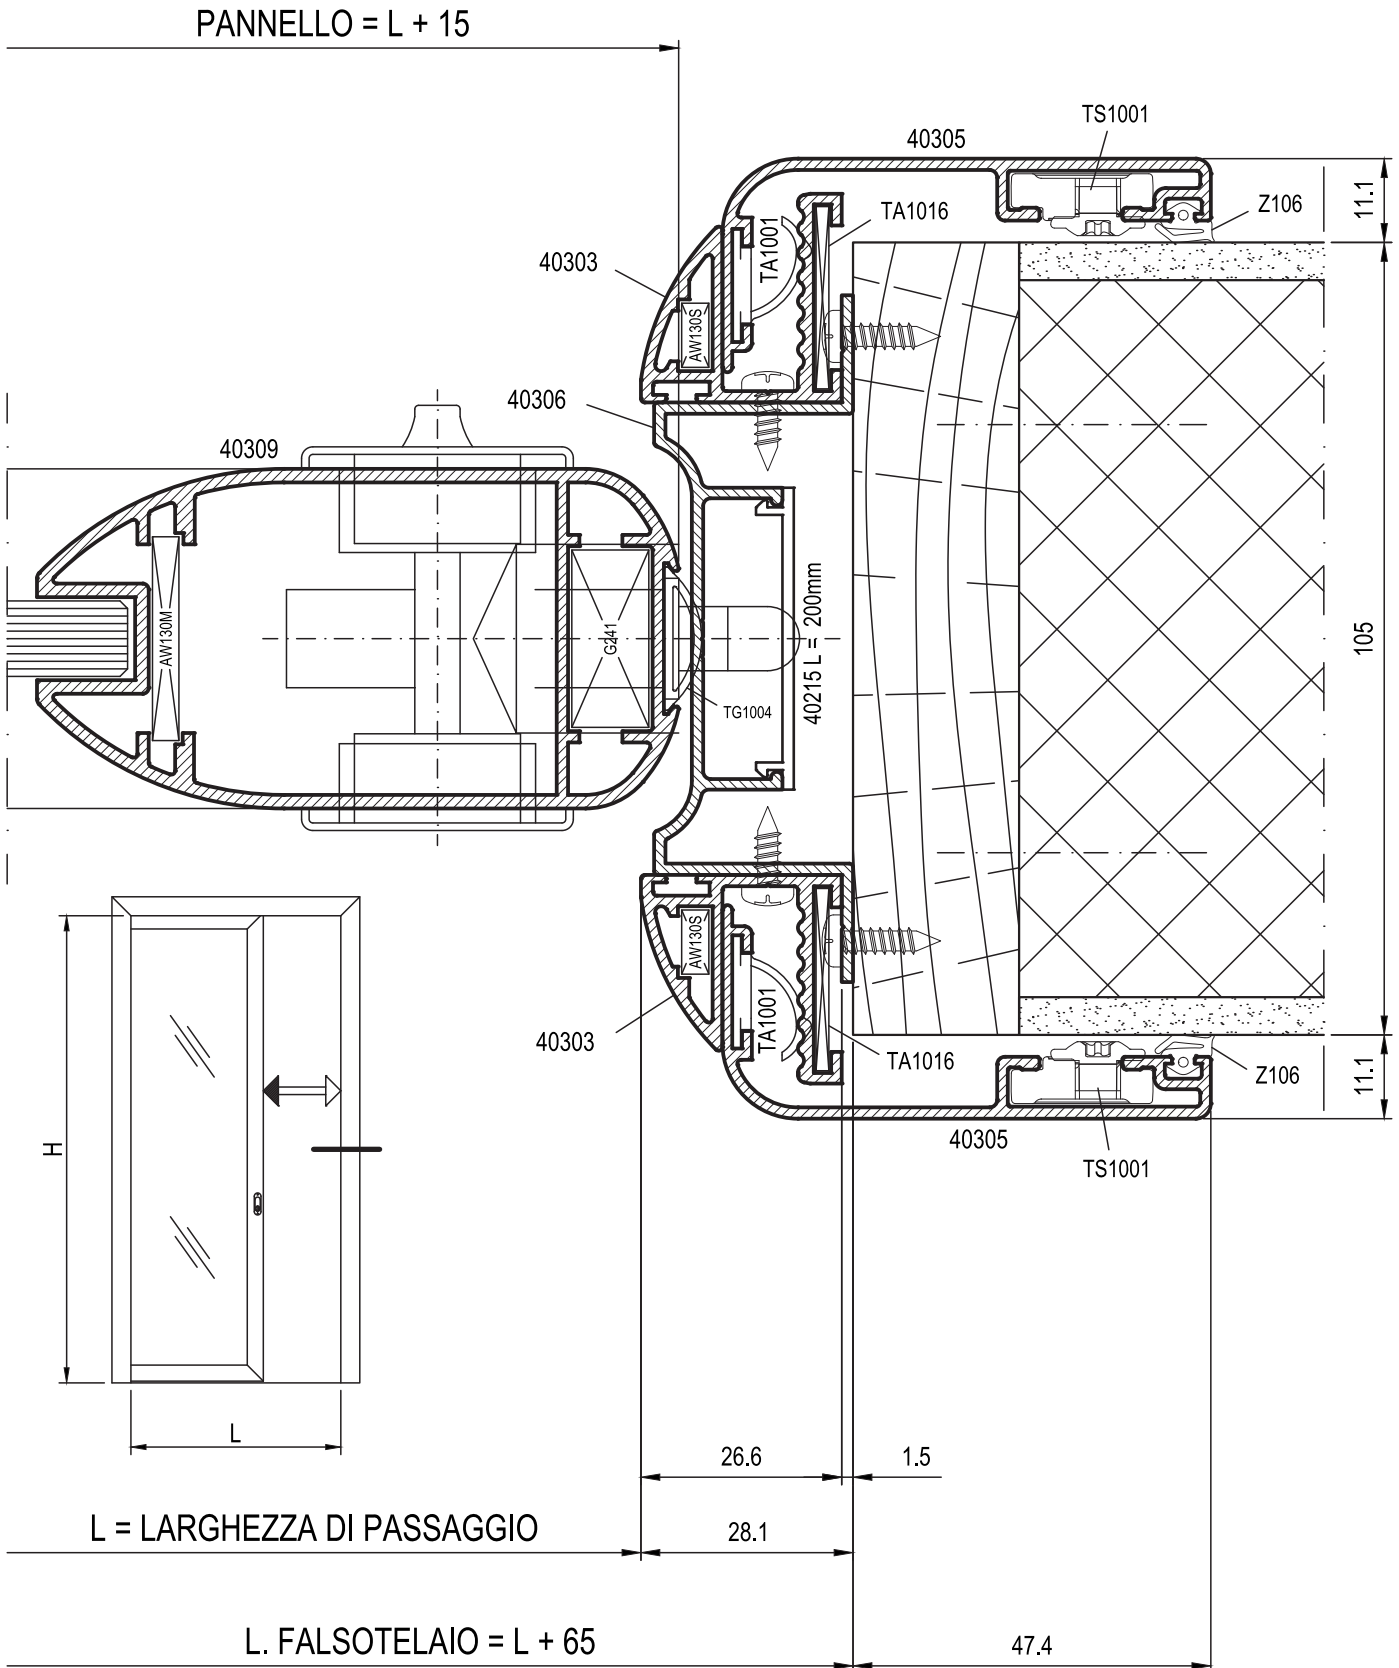 PANNELLO = L + 15
TS1001
40305
TA1016
Z106
11.1
TA1001
40303
AW130S
40306
40309
AW130M
G241
TG1004
40215 L = 200mm
105
AW130S
TA1001
40303
TA1016
Z106
11.1
40305
TS1001
H
L
26.6
1.5
L = LARGHEZZA DI PASSAGGIO
28.1
L. FALSOTELAIO = L + 65
47.4